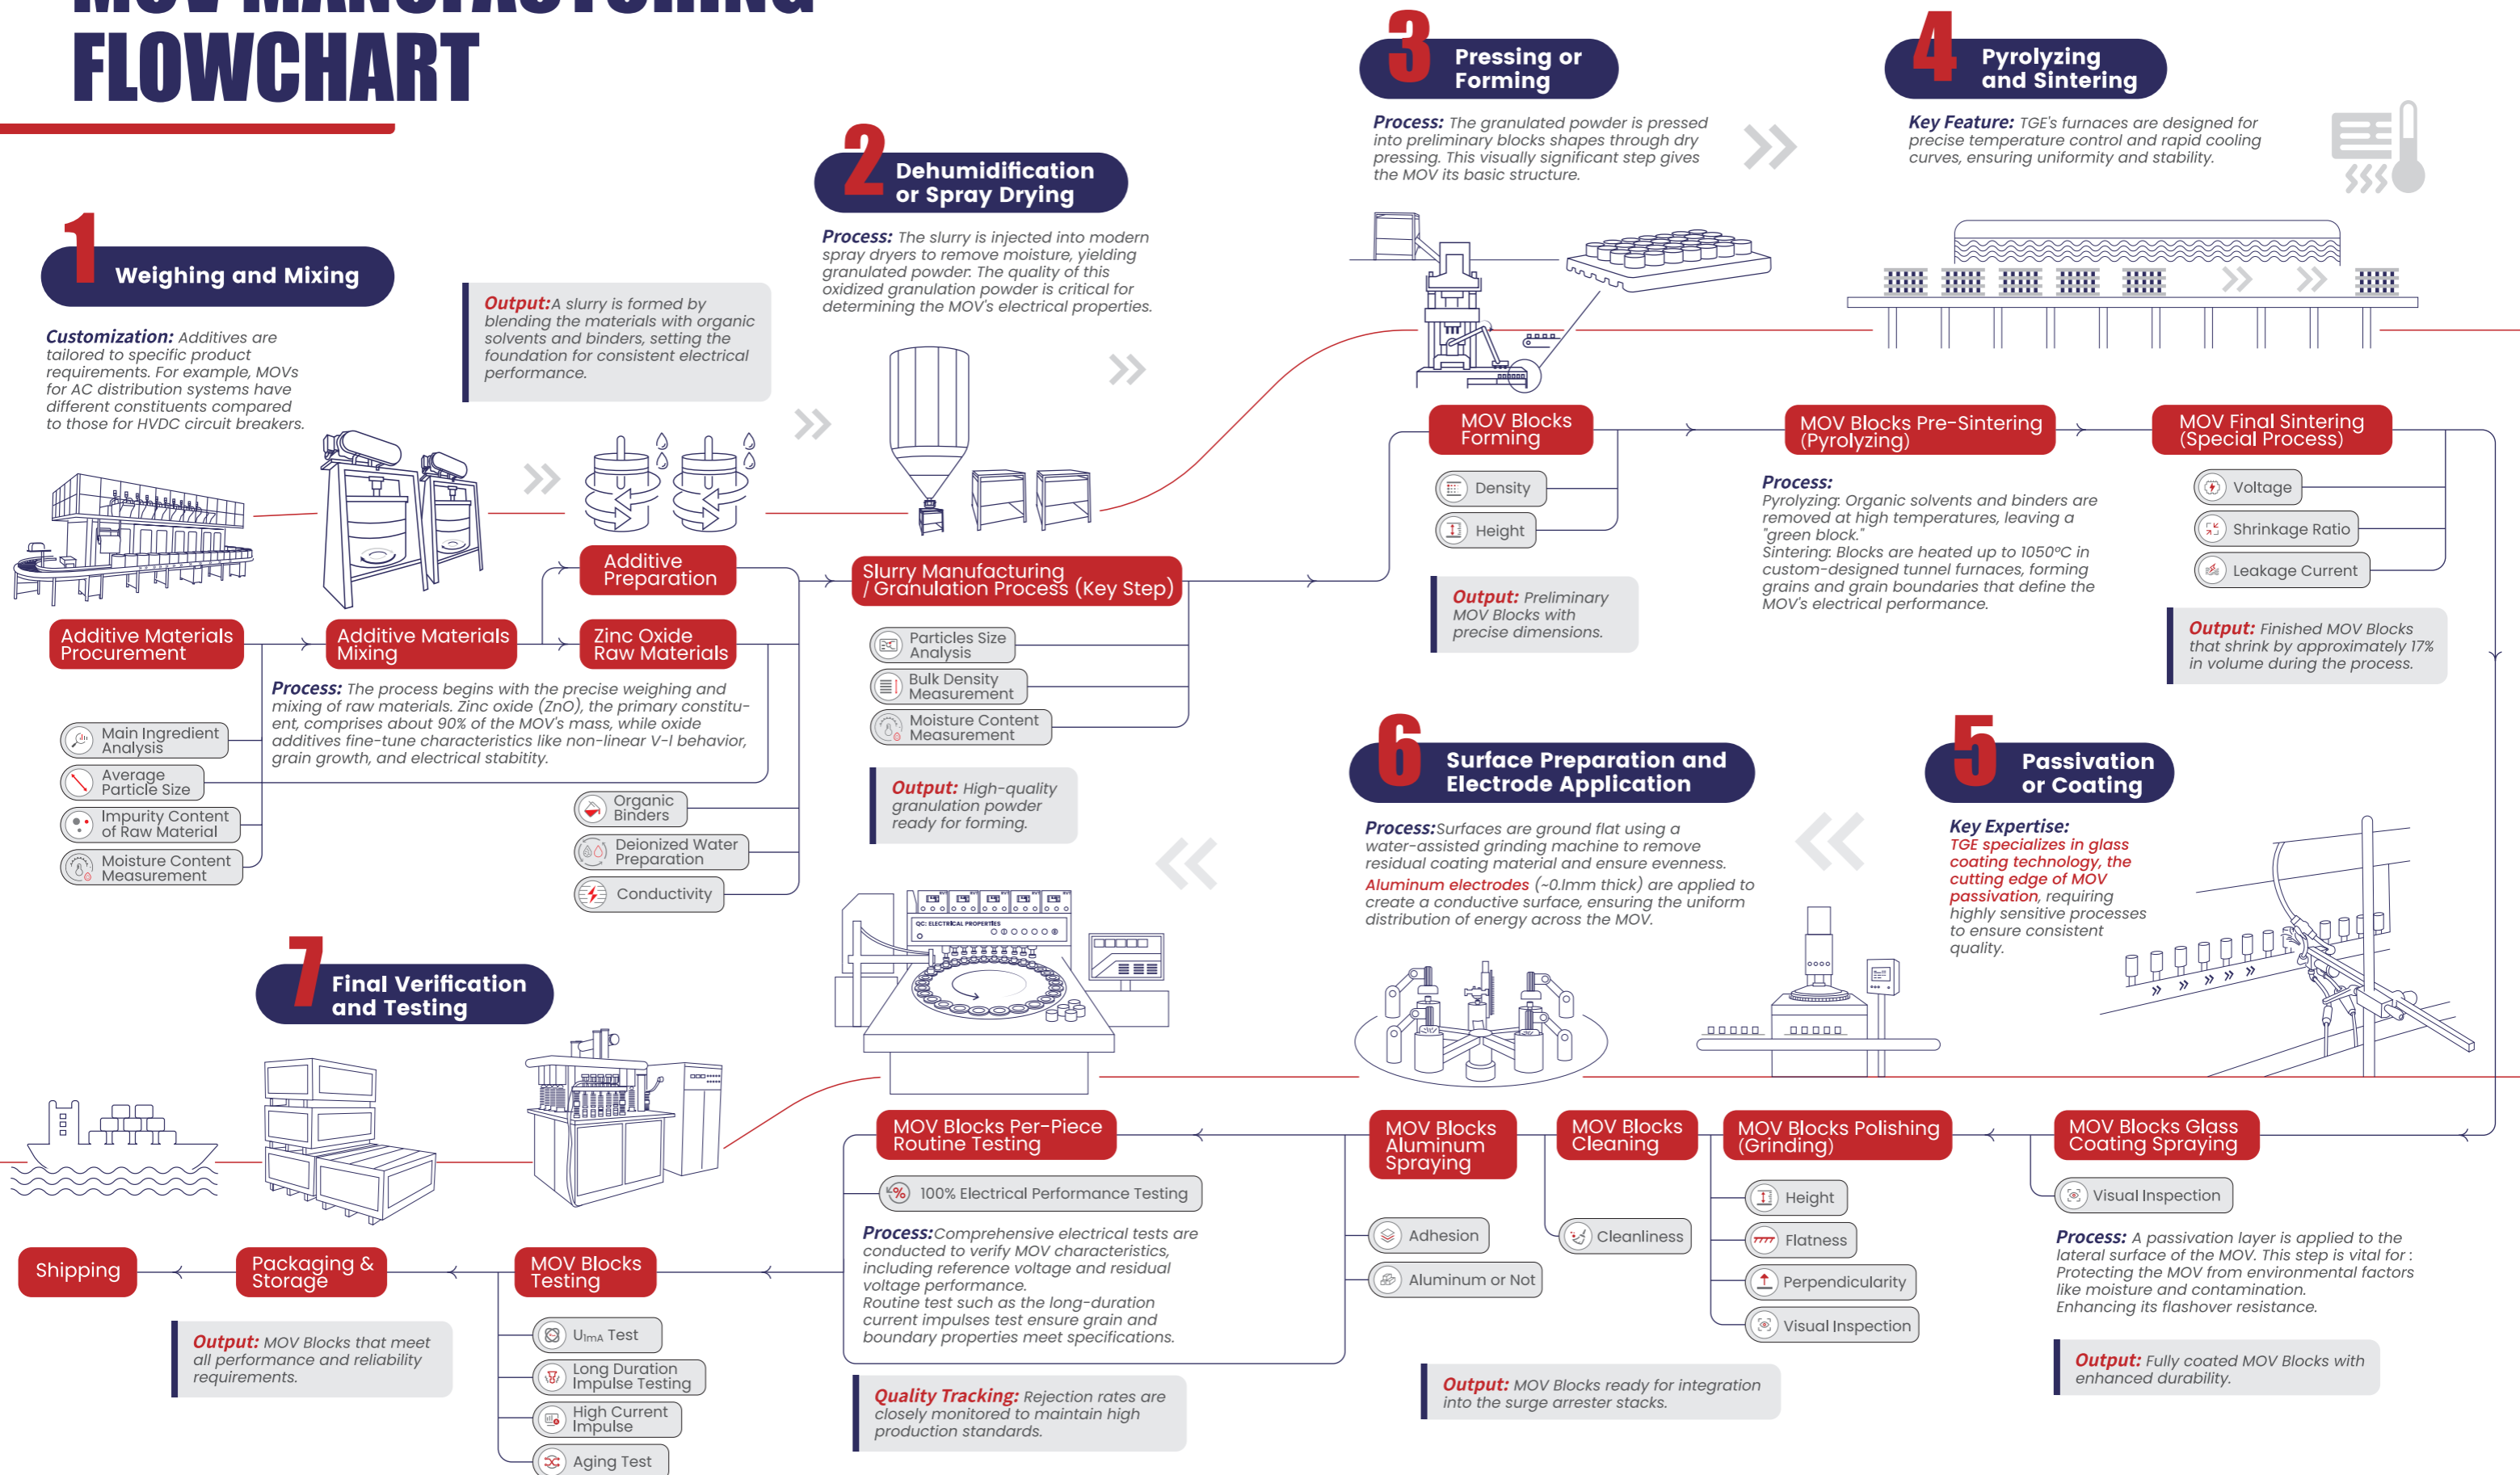 MOV MANUFACTURING
FLOWCHART
1
Weighing and Mixing
Customization: Additives are
tailored to specific product
requirements. For example, MOVs
for AC distribution systems have
different constituents compared
to those for HVDC circuit breakers.
Output:A slurry is formed by
blending the materials with organic
solvents and binders, setting the
foundation for consistent electrical
performance.
Additive Materials
Procurement
Additive Materials
Mixing
Additive
Preparation
Zinc Oxide
Raw Materials
Process: The process begins with the precise weighing and
mixing of raw materials. Zinc oxide (ZnO), the primary constitu-
ent, comprises about 90% of the MOV's mass, while oxide
additives fine-tune characteristics like non-linear V-I behavior,
grain growth, and electrical stabitity.
Main Ingredient
Analysis
Average
Particle Size
Impurity Content
of Raw Material
Moisture Content
Measurement
Organic
Binders
Deionized Water
Preparation
Conductivity
2
Dehumidification
or Spray Drying
Process: The slurry is injected into modern
spray dryers to remove moisture, yielding
granulated powder. The quality of this
oxidized granulation powder is critical for
determining the MOV's electrical properties.
Slurry Manufacturing
/ Granulation Process (Key Step)
Particles Size
Analysis
Bulk Density
Measurement
Moisture Content
Measurement
Output: High-quality
granulation powder
ready for forming.
3
Pressing or
Forming
Process: The granulated powder is pressed
into preliminary blocks shapes through dry
pressing. This visually significant step gives
the MOV its basic structure.
MOV Blocks
Forming
Density
Height
Output: Preliminary
MOV Blocks with
precise dimensions.
4
Pyrolyzing
and Sintering
Key Feature: TGE's furnaces are designed for
precise temperature control and rapid cooling
curves, ensuring uniformity and stability.
MOV Blocks Pre-Sintering
(Pyrolyzing)
Process:
Pyrolyzing: Organic solvents and binders are
removed at high temperatures, leaving a
"green block."
Sintering: Blocks are heated up to 1050°C in
custom-designed tunnel furnaces, forming
grains and grain boundaries that define the
MOV's electrical performance.
MOV Final Sintering
(Special Process)
Voltage
Shrinkage Ratio
Leakage Current
Output: Finished MOV Blocks
that shrink by approximately 17%
in volume during the process.
5
Passivation
or Coating
Key Expertise:
TGE specializes in glass
coating technology, the
cutting edge of MOV
passivation, requiring
highly sensitive processes
to ensure consistent
quality.
MOV Blocks Glass
Coating Spraying
Visual Inspection
Process: A passivation layer is applied to the
lateral surface of the MOV. This step is vital for :
Protecting the MOV from environmental factors
like moisture and contamination.
Enhancing its flashover resistance.
Output: Fully coated MOV Blocks with
enhanced durability.
6
Surface Preparation and
Electrode Application
Process:Surfaces are ground flat using a
water-assisted grinding machine to remove
residual coating material and ensure evenness.
Aluminum electrodes (~0.1mm thick) are applied to
create a conductive surface, ensuring the uniform
distribution of energy across the MOV.
MOV Blocks Polishing
(Grinding)
Height
Flatness
Perpendicularity
Visual Inspection
MOV Blocks
Cleaning
Cleanliness
MOV Blocks
Aluminum
Spraying
Adhesion
Aluminum or Not
Output: MOV Blocks ready for integration
into the surge arrester stacks.
QC: ELECTRICAL PROPERTIES
MOV Blocks Per-Piece
Routine Testing
100% Electrical Performance Testing
Process:Comprehensive electrical tests are
conducted to verify MOV characteristics,
including reference voltage and residual
voltage performance.
Routine test such as the long-duration
current impulses test ensure grain and
boundary properties meet specifications.
Quality Tracking: Rejection rates are
closely monitored to maintain high
production standards.
7
Final Verification
and Testing
MOV Blocks
Testing
U1mA Test
Long Duration
Impulse Testing
High Current
Impulse
Aging Test
Packaging &
Storage
Shipping
Output: MOV Blocks that meet
all performance and reliability
requirements.